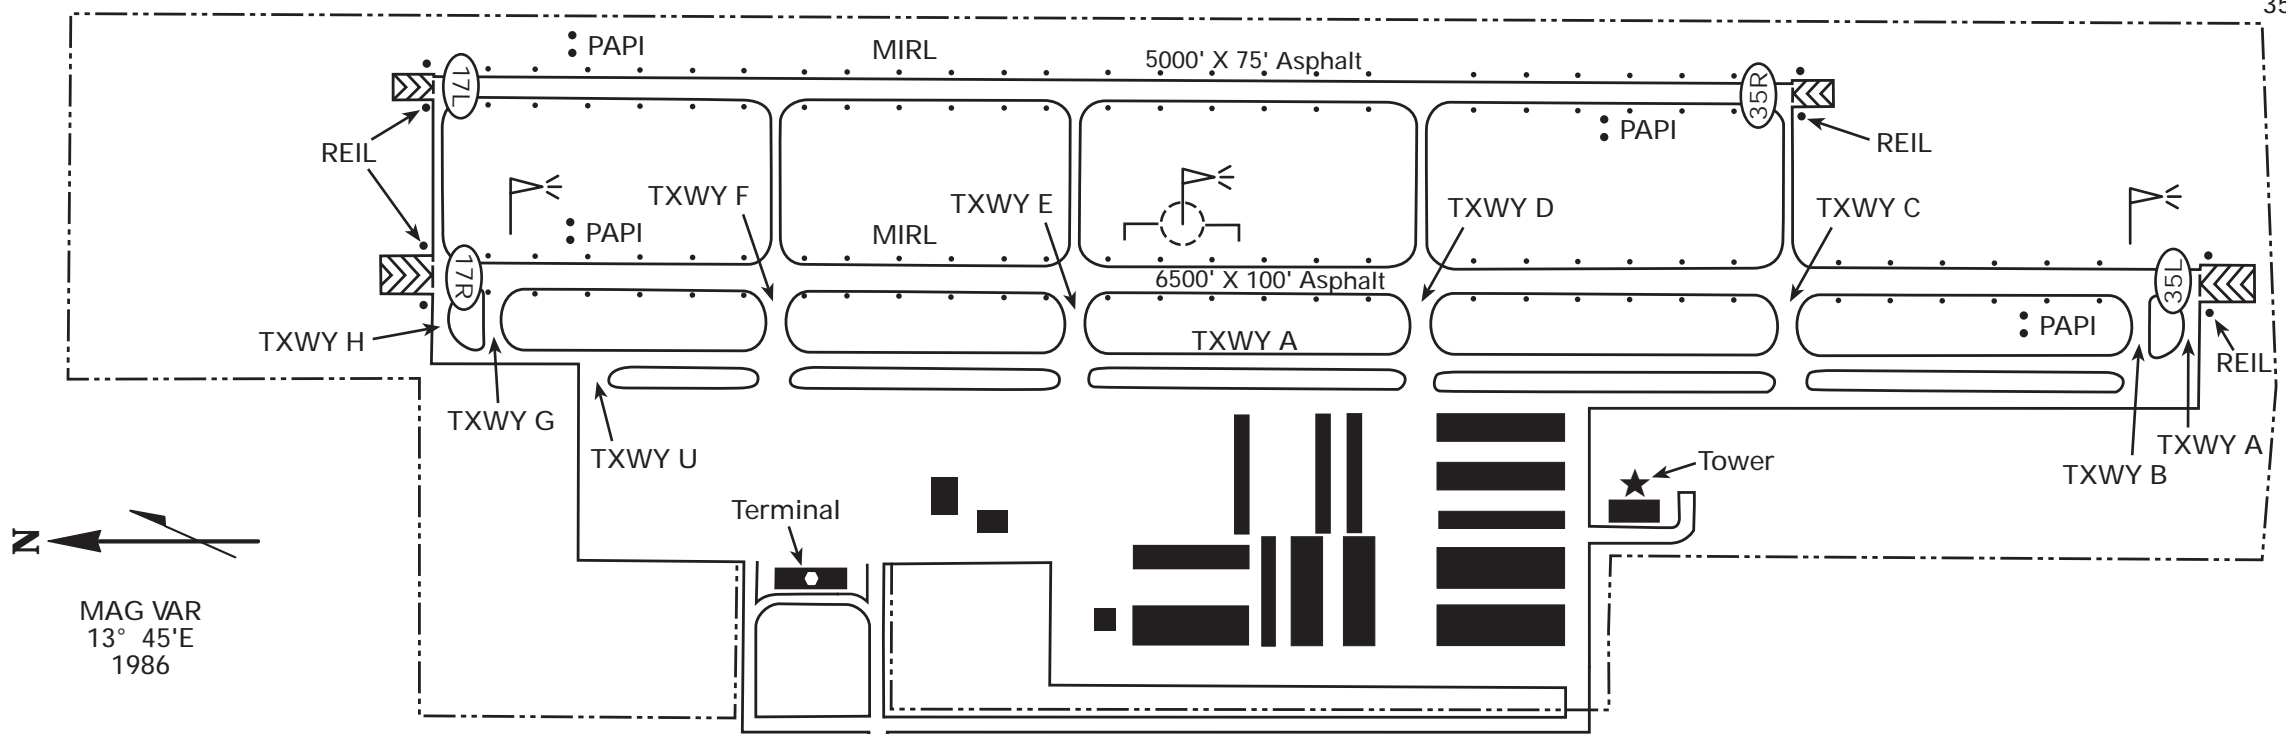 35
PAPI
MIRL
5000' X 75' Asphalt
17L
35R
PAPI
REIL
REIL
TXWY F
TXWY E
TXWY D
TXWY C
PAPI
MIRL
17R
6500' X 100' Asphalt
35L
TXWY H
TXWY A
PAPI
REIL
TXWY G
TXWY U
TXWY A
TXWY B
Tower
Terminal
N
MAG VAR
13° 45'E
1986